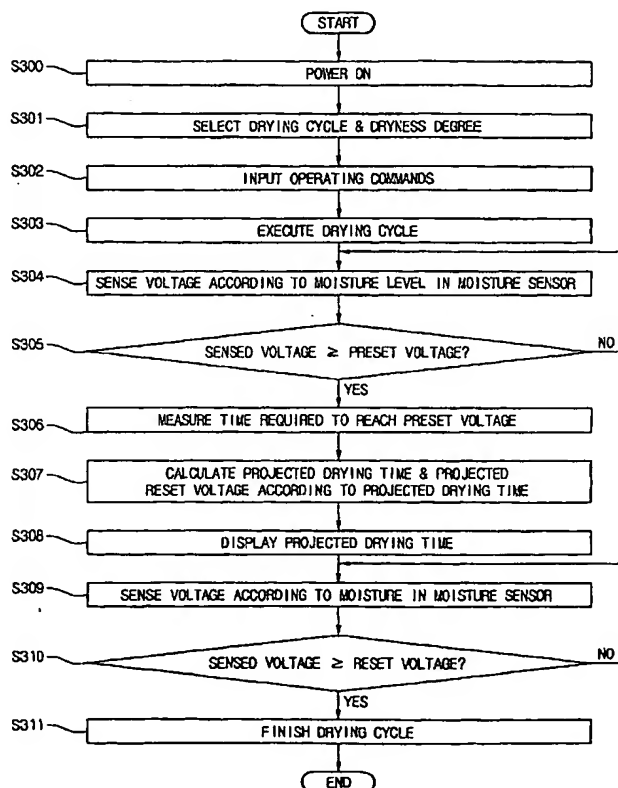 START
S300
POWER ON
S301
SELECT DRYING CYCLE & DRYNESS DEGREE
S302
INPUT OPERATING COMMANDS
S303
EXECUTE DRYING CYCLE
S304
SENSE VOLTAGE ACCORDING TO MOISTURE LEVEL IN MOISTURE SENSOR
S305
SENSED VOLTAGE ≥ PRESET VOLTAGE?
NO
YES
S306
MEASURE TIME REQUIRED TO REACH PRESET VOLTAGE
S307
CALCULATE PROJECTED DRYING TIME & PROJECTED
RESET VOLTAGE ACCORDING TO PROJECTED DRYING TIME
S308
DISPLAY PROJECTED DRYING TIME
S309
SENSE VOLTAGE ACCORDING TO MOISTURE IN MOISTURE SENSOR
S310
SENSED VOLTAGE ≥ RESET VOLTAGE?
NO
YES
S311
FINISH DRYING CYCLE
END